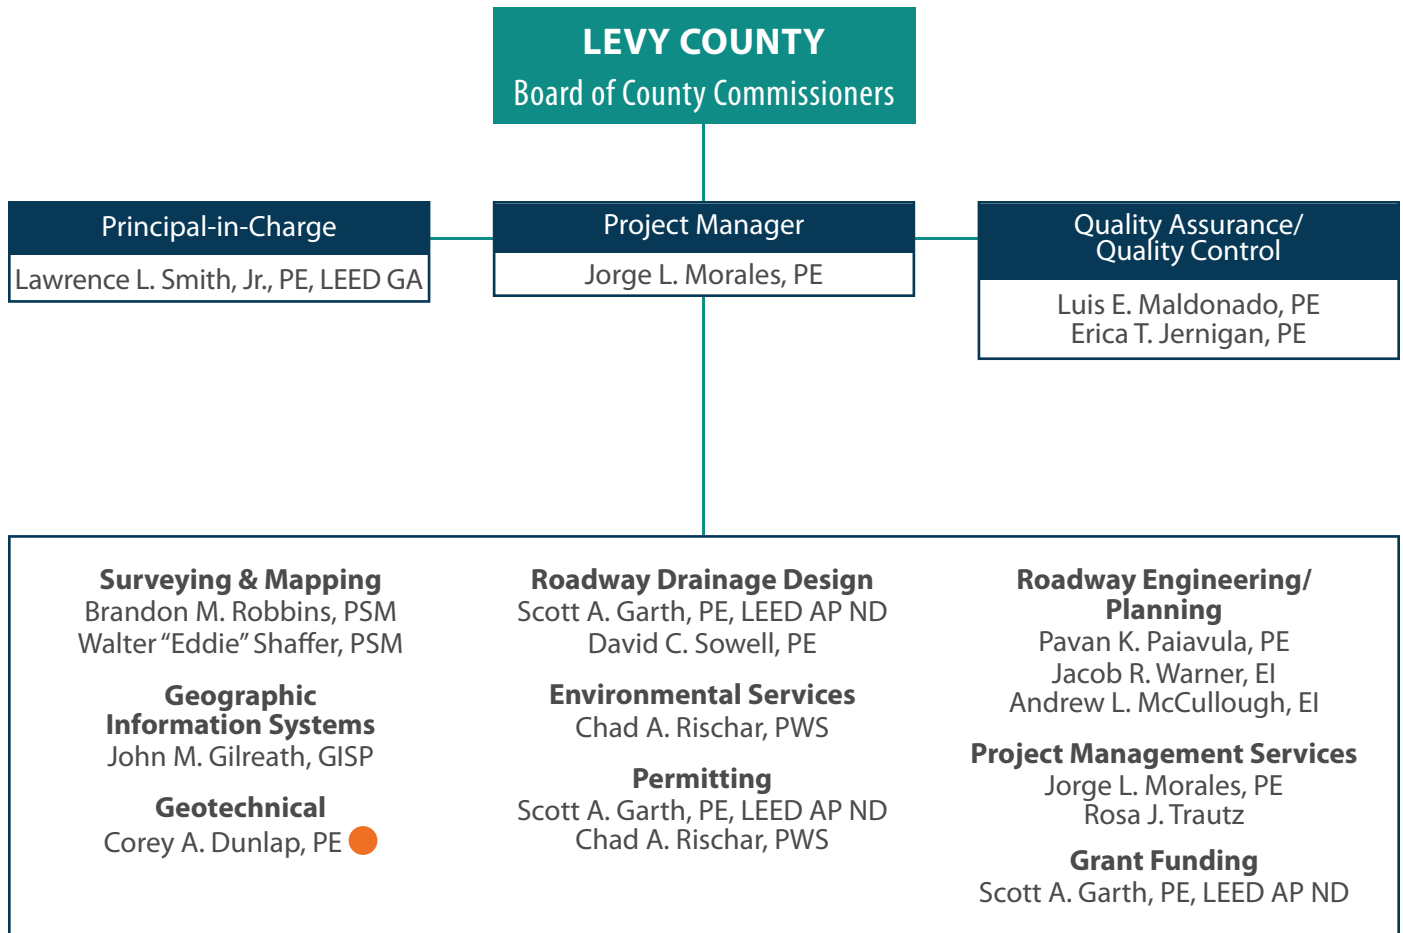 LEVY COUNTY
Board of County Commissioners
Principal-in-Charge
Lawrence L. Smith, Jr., PE, LEED GA
Project Manager
Jorge L. Morales, PE
Quality Assurance/
Quality Control
Luis E. Maldonado, PE
Erica T. Jernigan, PE
Surveying & Mapping
Brandon M. Robbins, PSM
Walter “Eddie” Shaffer, PSM
Geographic
Information Systems
John M. Gilreath, GISP
Geotechnical
Corey A. Dunlap, PE
Roadway Drainage Design
Scott A. Garth, PE, LEED AP ND
David C. Sowell, PE
Environmental Services
Chad A. Rischar, PWS
Permitting
Scott A. Garth, PE, LEED AP ND
Chad A. Rischar, PWS
Roadway Engineering/
Planning
Pavan K. Paiavula, PE
Jacob R. Warner, EI
Andrew L. McCullough, EI
Project Management Services
Jorge L. Morales, PE
Rosa J. Trautz
Grant Funding
Scott A. Garth, PE, LEED AP ND